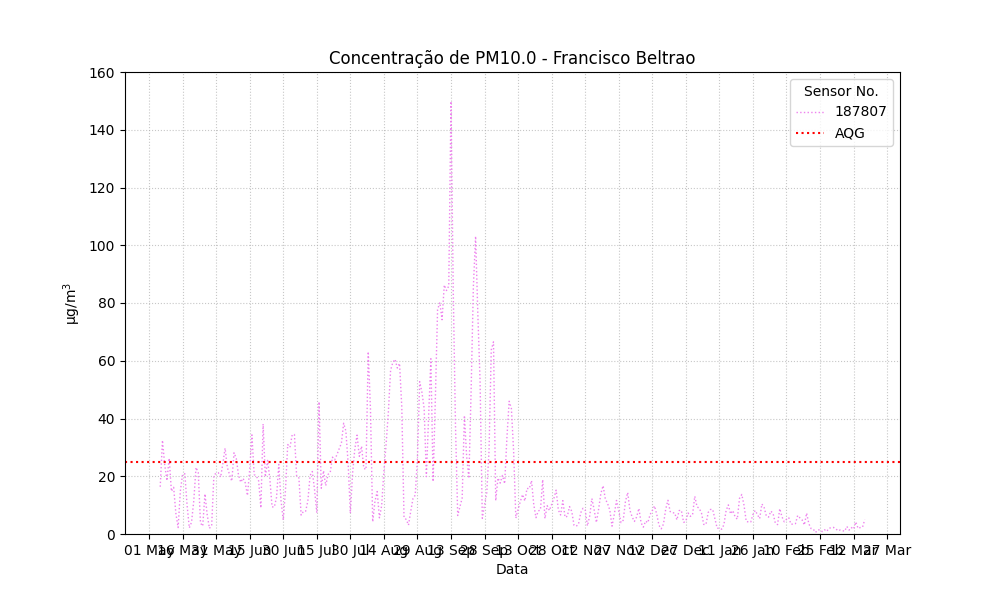 Concentração de PM10.0 - Francisco Beltrao
Sensor No.
187807
AQG
160
140
120
100
80
60
40
20
0
µg/m³
01 May 16 May 31 May 15 Jun 30 Jun 15 Jul 30 Jul 14 Aug 29 Aug 13 Sep 28 Sep 13 Oct 28 Oct 12 Nov 27 Nov 12 Dec 27 Dec 11 Jan 26 Jan 10 Feb 25 Feb 12 Mar 27 Mar
Data